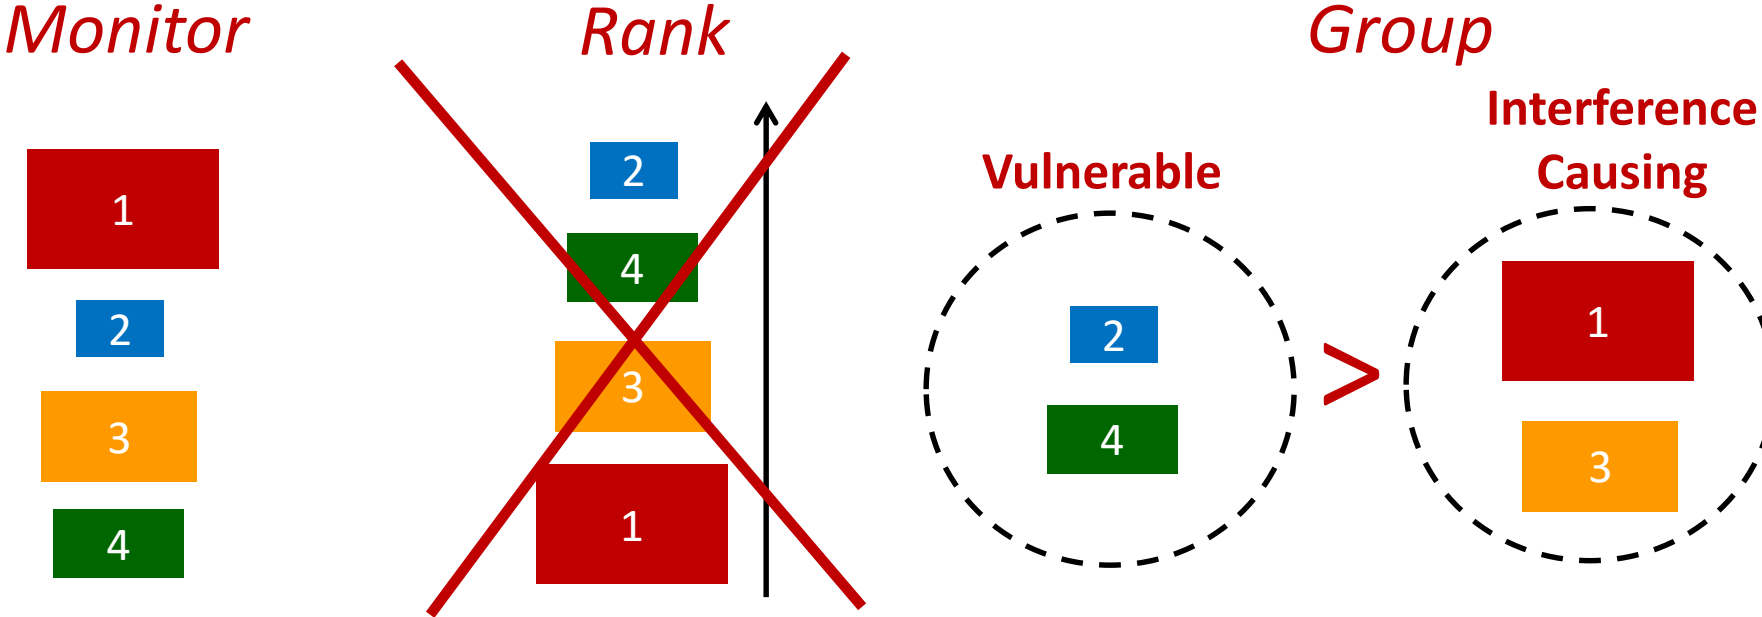 Monitor
1
2
3
4
Rank
2
4
3
1
Group
Vulnerable
2
4
>
Interference
Causing
1
3